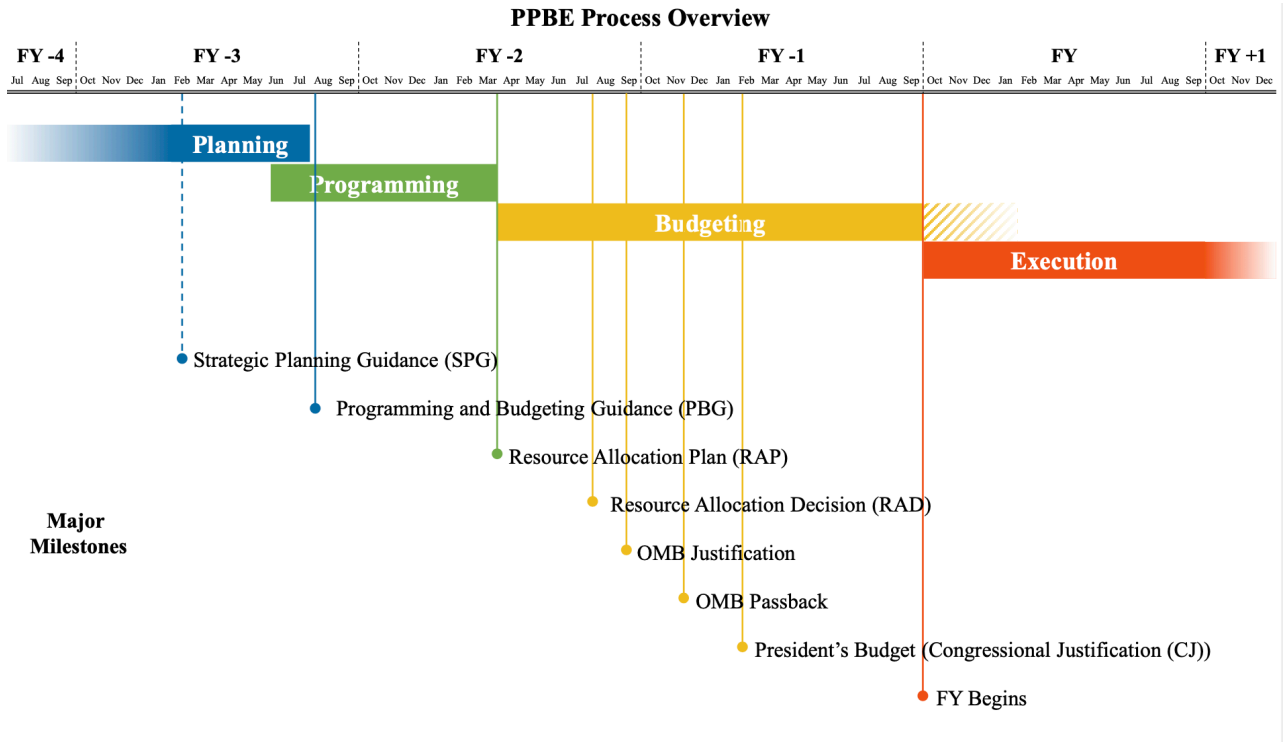 PPBE Process Overview
FY -4 FY -3 FY -2 FY -1 FY FY +1
Jul Aug Sep Oct Nov Dec Jan Feb Mar Apr May Jun Jul Aug Sep Oct Nov Dec Jan Feb Mar Apr May Jun Jul Aug Sep Oct Nov Dec Jan Feb Mar Apr May Jun Jul Aug Sep Oct Nov Dec Jan Feb Mar Apr May Jun Jul Aug Sep Oct Nov Dec
Planning
Programming
Budgeting
Execution
Strategic Planning Guidance (SPG)
Programming and Budgeting Guidance (PBG)
Resource Allocation Plan (RAP)
Resource Allocation Decision (RAD)
Major
Milestones
OMB Justification
OMB Passback
President’s Budget (Congressional Justification (CJ))
FY Begins